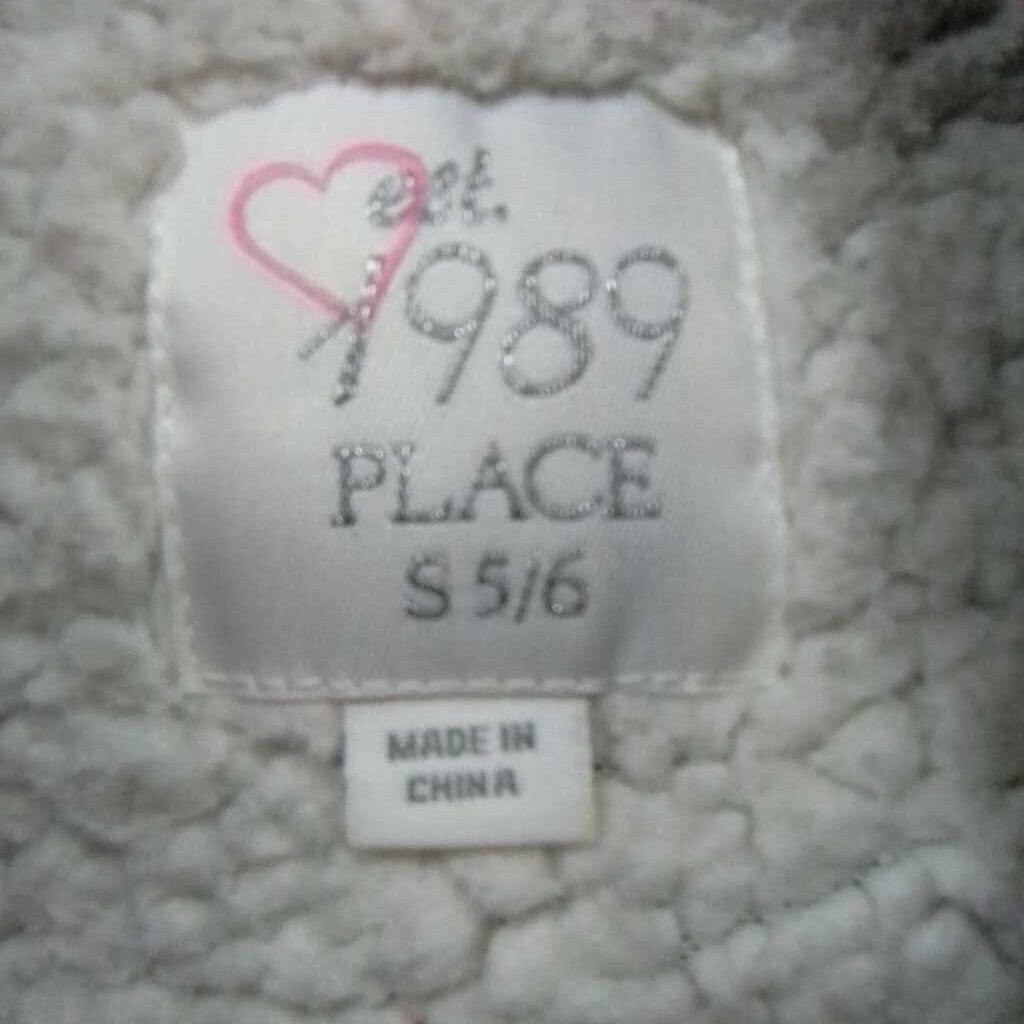 est.
1989
PLACE
S 5/6
MADE IN
CHINA